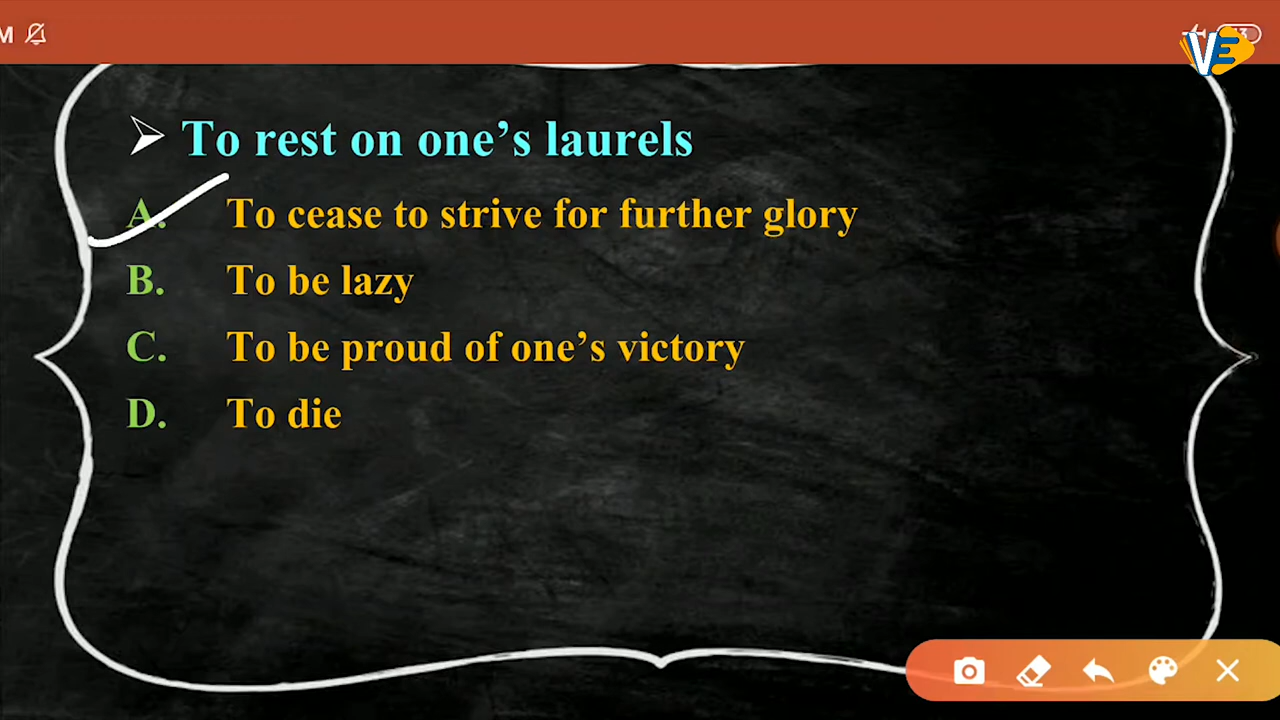 M
VE
To rest on one's laurels
A. To cease to strive for further glory
B. To be lazy
C. To be proud of one's victory
D. To die